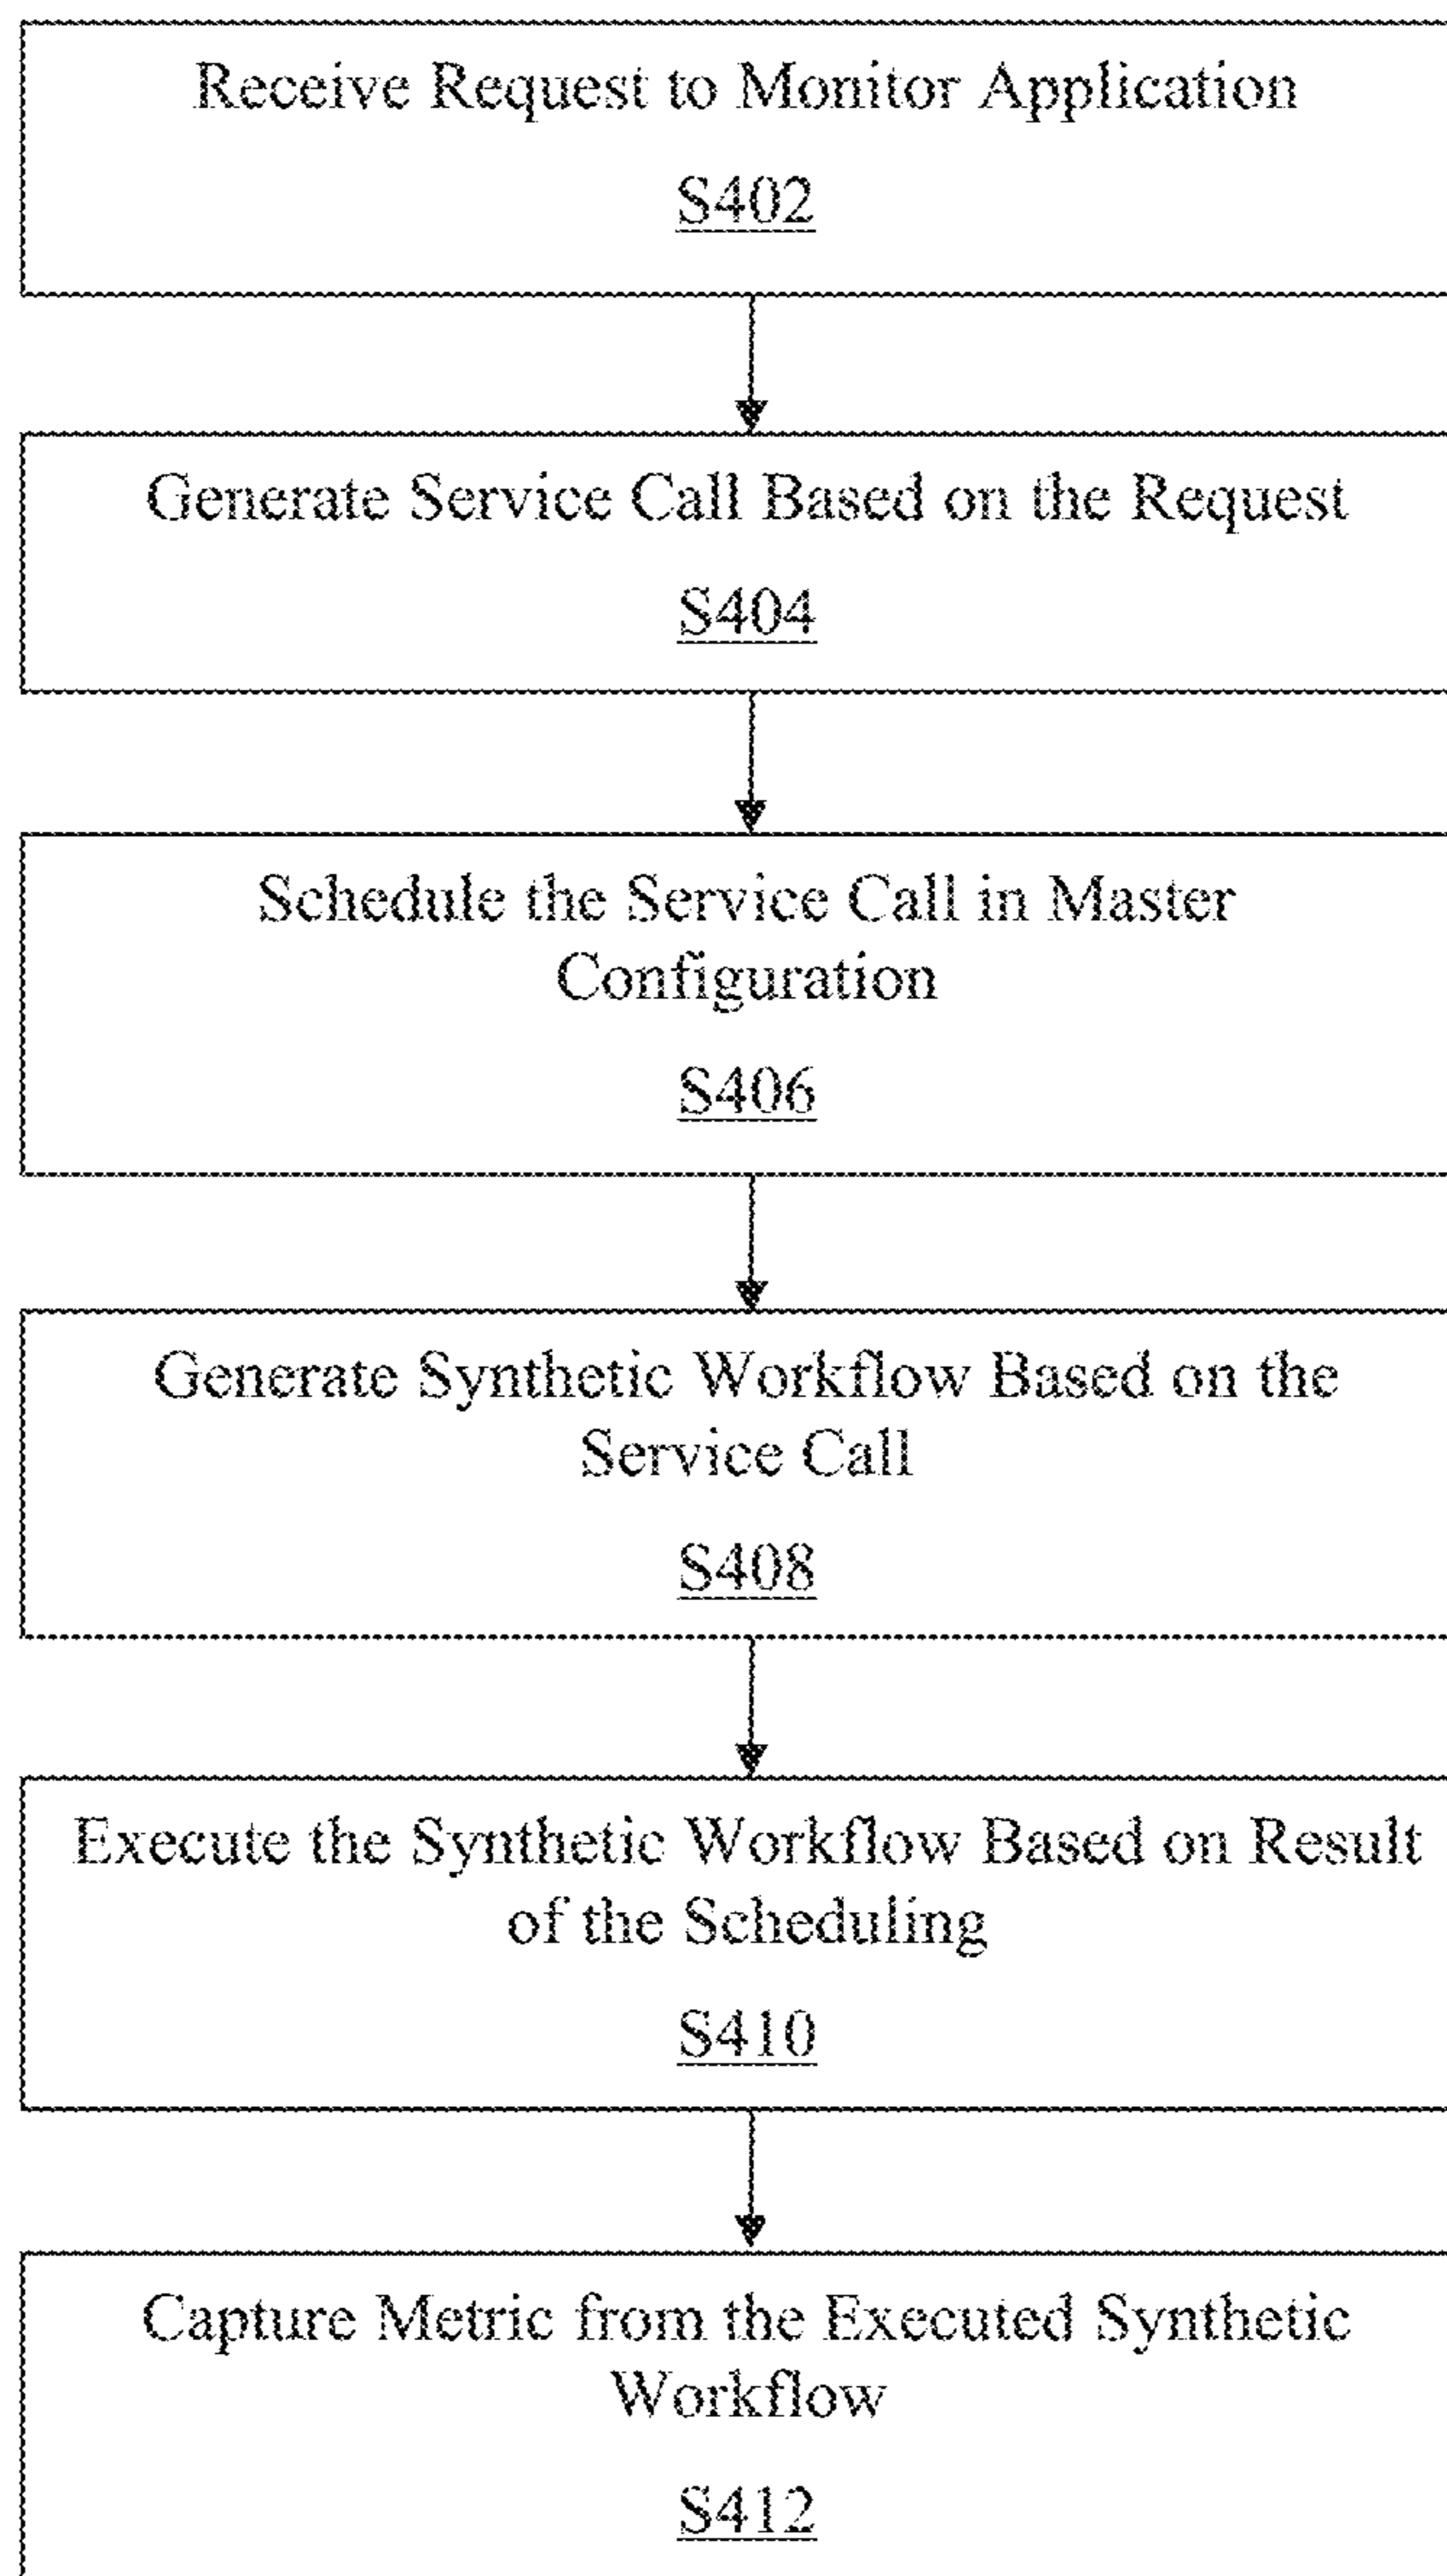 Receive Request to Monitor Application
S402
Generate Service Call Based on the Request
S404
Schedule the Service Call in Master
Configuration
S406
Generate Synthetic Workflow Based on the
Service Call
S408
Execute the Synthetic Workflow Based on Result
of the Scheduling
S410
Capture Metric from the Executed Synthetic
Workflow
S412